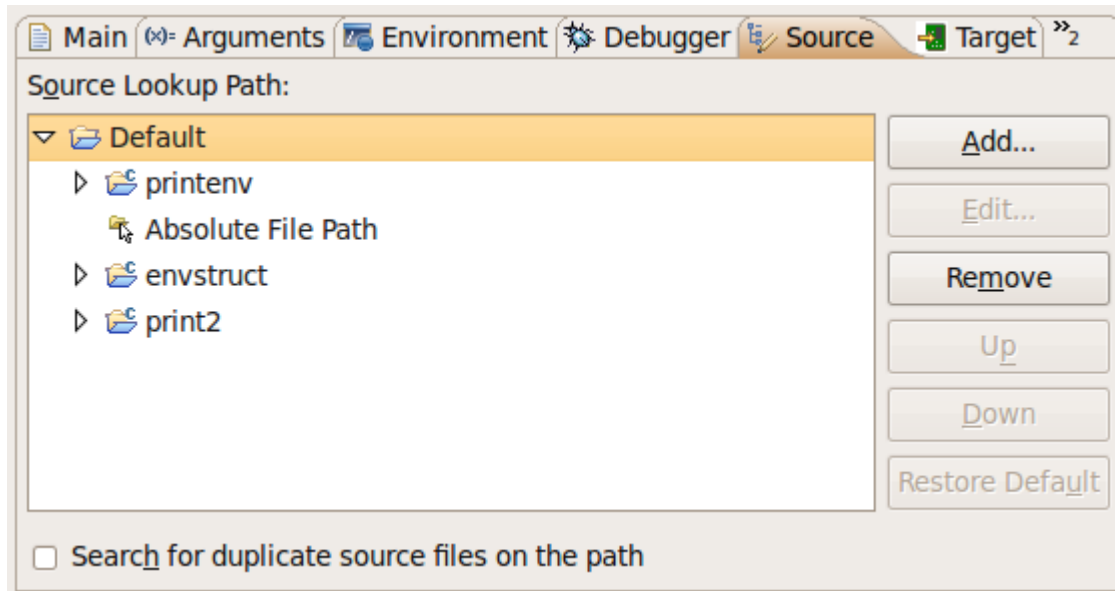 Main (x)= Arguments Environment Debugger Source Target »2
Source Lookup Path:
Default
Add...
printenv
Edit...
Absolute File Path
envstruct
Remove
print2
Up
Down
Restore Default
Search for duplicate source files on the path